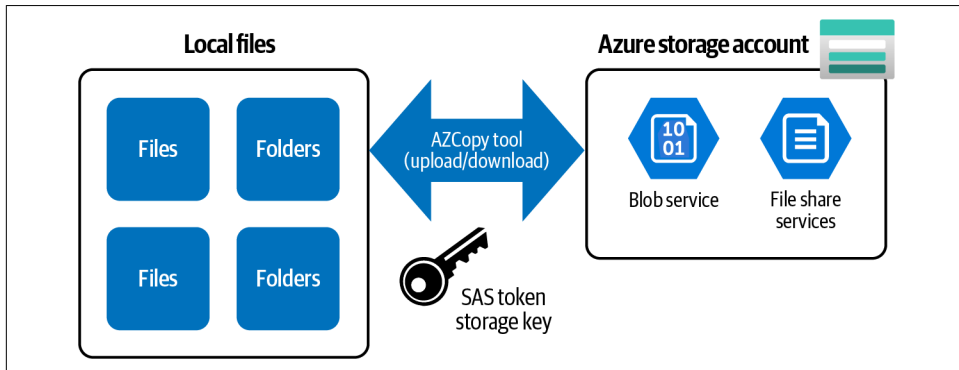 Local files
Files
Folders
Files
Folders
AZCopy tool
(upload/download)
SAS token
storage key
Azure storage account
10
01
Blob service
File share
services